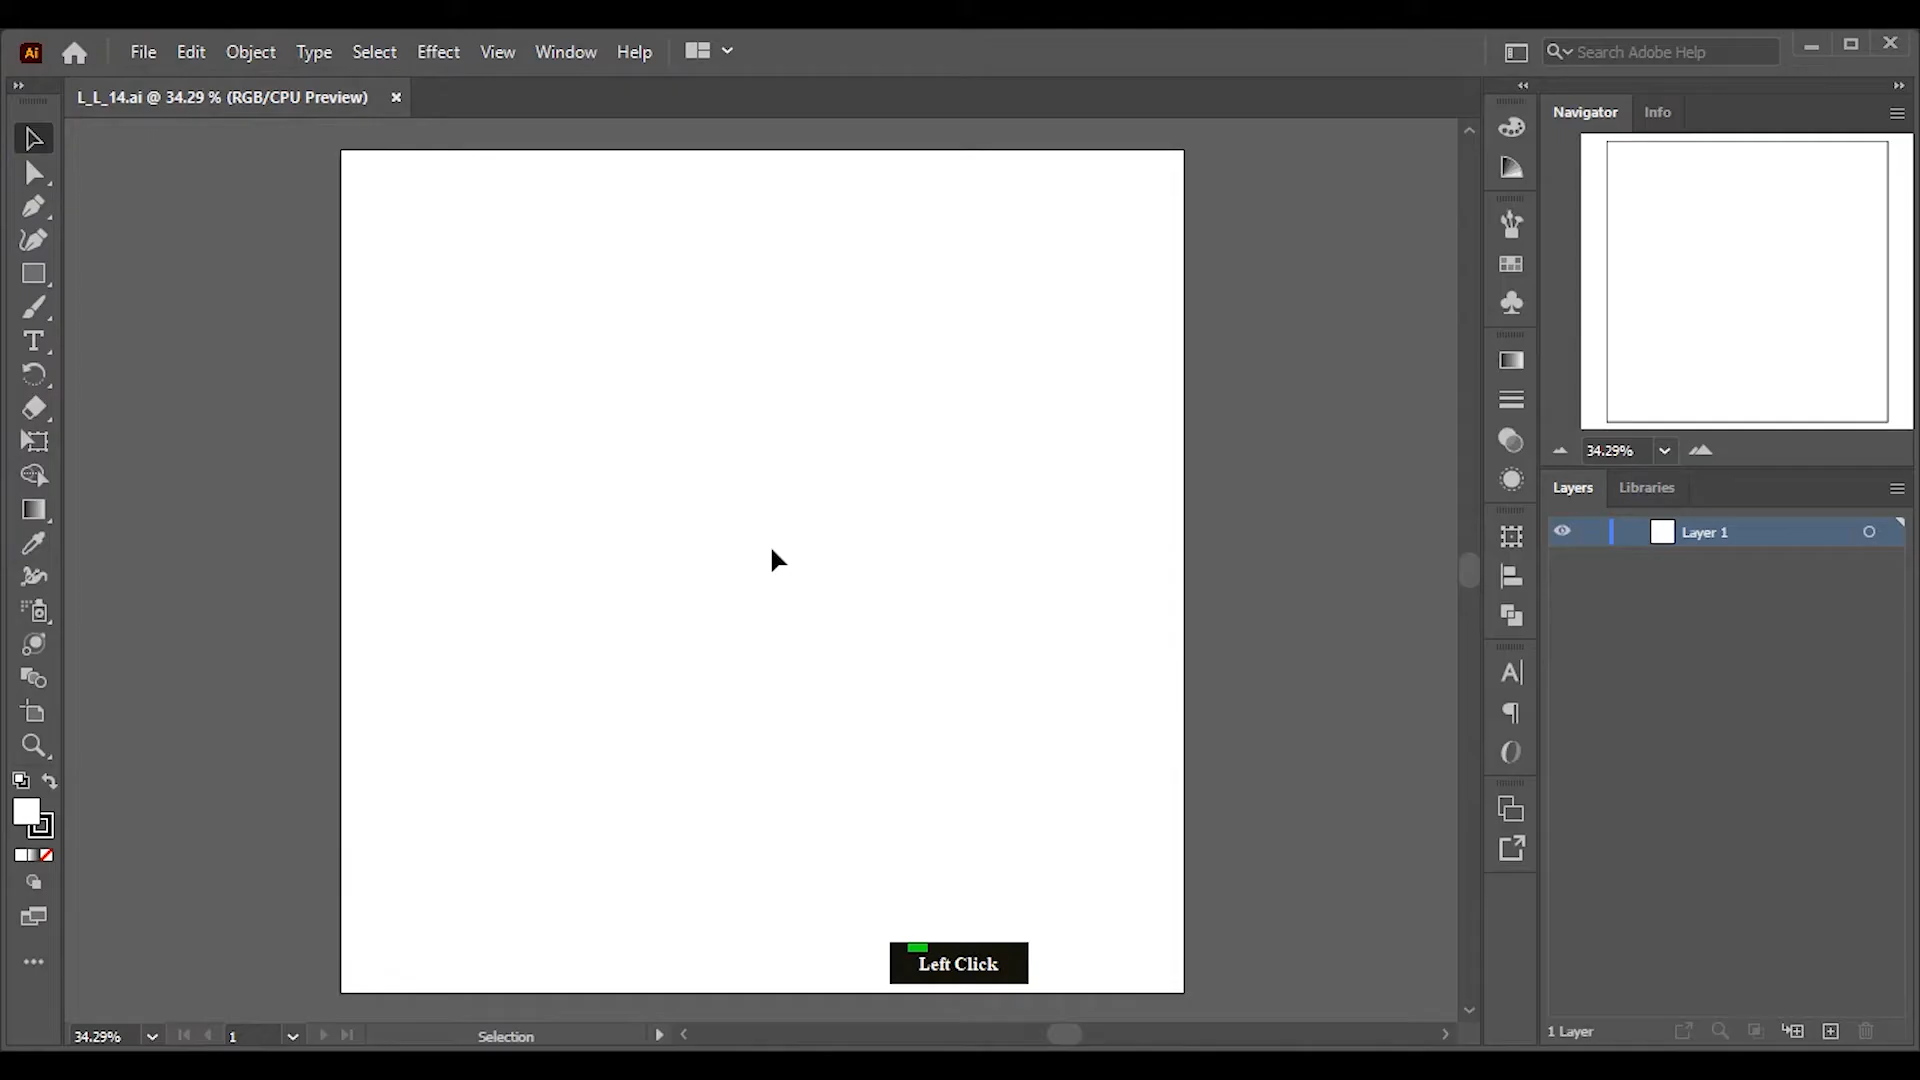 Ai File Edit Object Type Select Effect View Window Help Search Adobe Help
L_L_14.ai @ 34.29 % (RGB/CPU Preview)
Navigator Info
34.29%
Layers Libraries
Layer 1
Left Click
34.29% 1 Selection
1 Layer